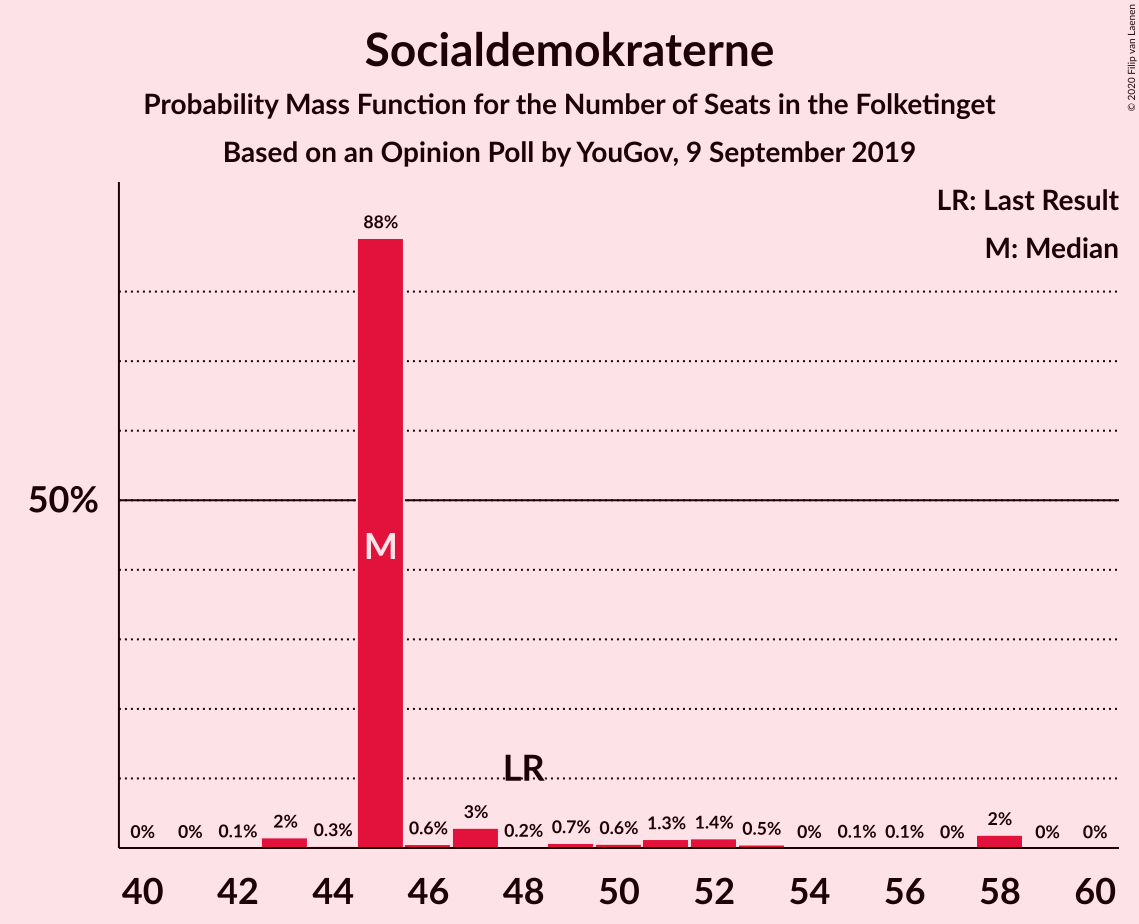 Socialdemokraterne
Probability Mass Function for the Number of Seats in the Folketinget
Based on an Opinion Poll by YouGov, 9 September 2019
© 2020 Filip van Laenen
LR: Last Result
M: Median
50%
0%
0%
0.1%
2%
0.3%
88%
0.6%
3%
0.2%
0.7%
0.6%
1.3%
1.4%
0.5%
0%
0.1%
0.1%
0%
2%
0%
0%
M
LR
40 42 44 46 48 50 52 54 56 58 60